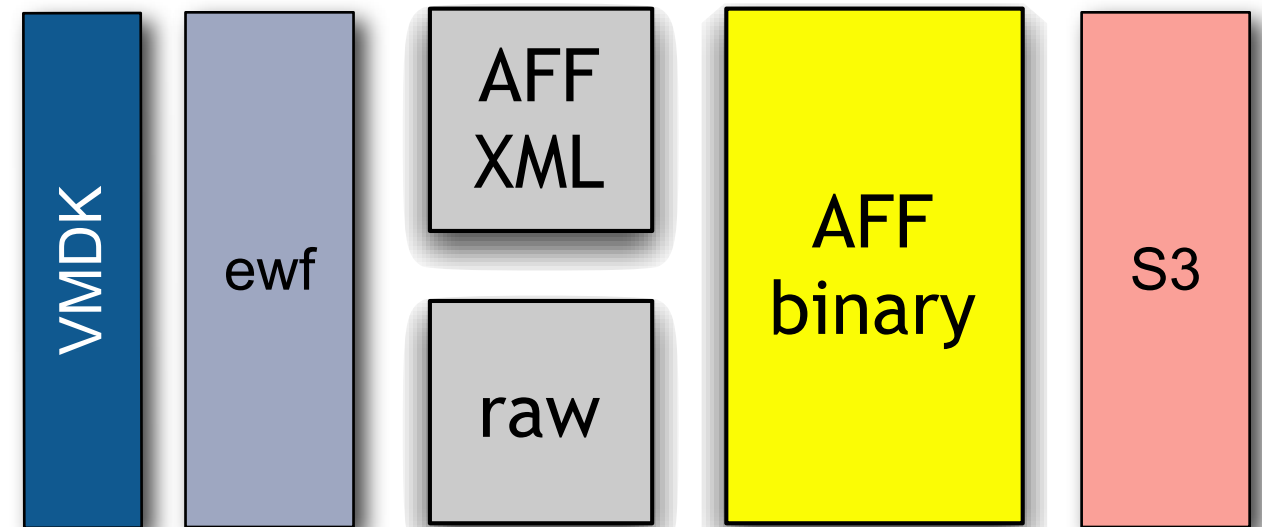 VMDK
ewf
AFF
XML
raw
AFF
binary
S3